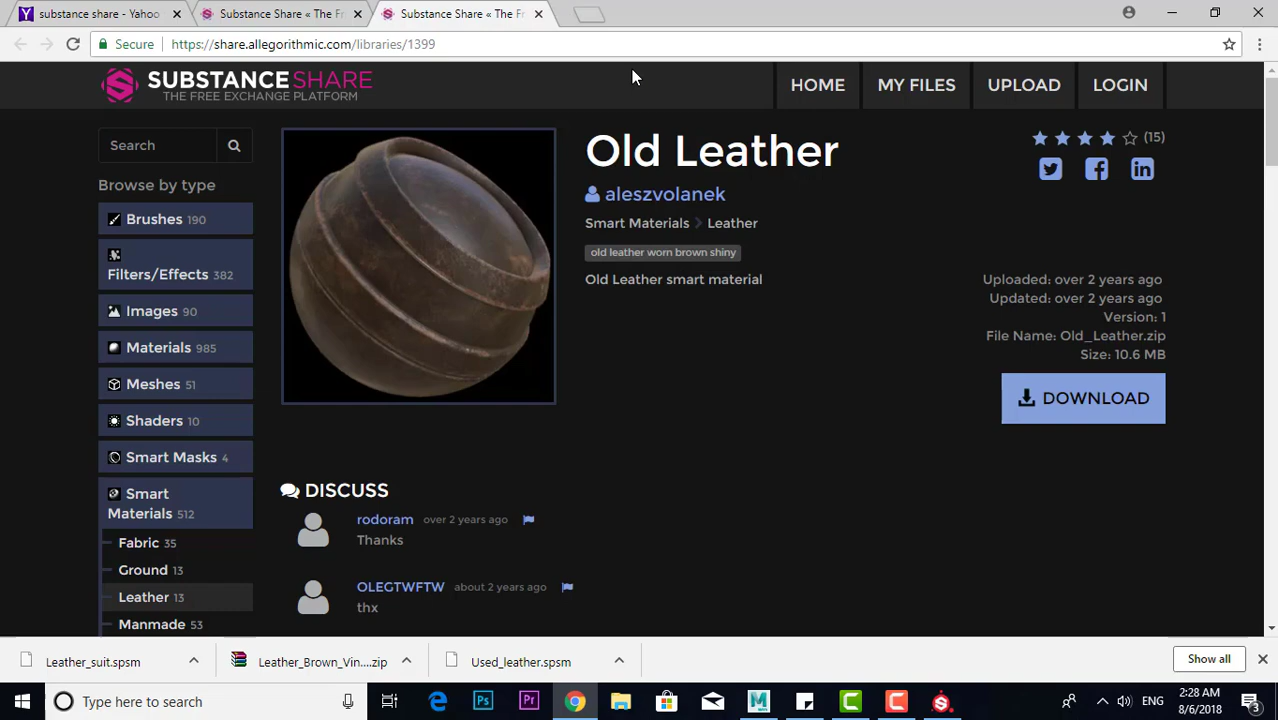 substance share - Yahoo
Substance Share « The Fr
Substance Share « The Fr
Secure
https://share.allegorithmic.com/libraries/1399
SUBSTANCE SHARE
THE FREE EXCHANGE PLATFORM
HOME
MY FILES
UPLOAD
LOGIN
Search
Browse by type
Brushes 190
Filters/Effects 382
Images 90
Materials 985
Meshes 51
Shaders 10
Smart Masks 4
Smart
Materials 512
Fabric 35
Ground 13
Leather 13
Manmade 53
Old Leather
aleszvolanek
Smart Materials > Leather
old leather worn brown shiny
Old Leather smart material
(15)
Uploaded: over 2 years ago
Updated: over 2 years ago
Version: 1
File Name: Old_Leather.zip
Size: 10.6 MB
DOWNLOAD
DISCUSS
rodoram over 2 years ago
Thanks
OLEGTWFTW about 2 years ago
thx
Leather_suit.spsm
Leather_Brown_Vin....zip
Used_leather.spsm
Show all
Type here to search
Ps
Pr
ENG
2:28 AM
8/6/2018
3